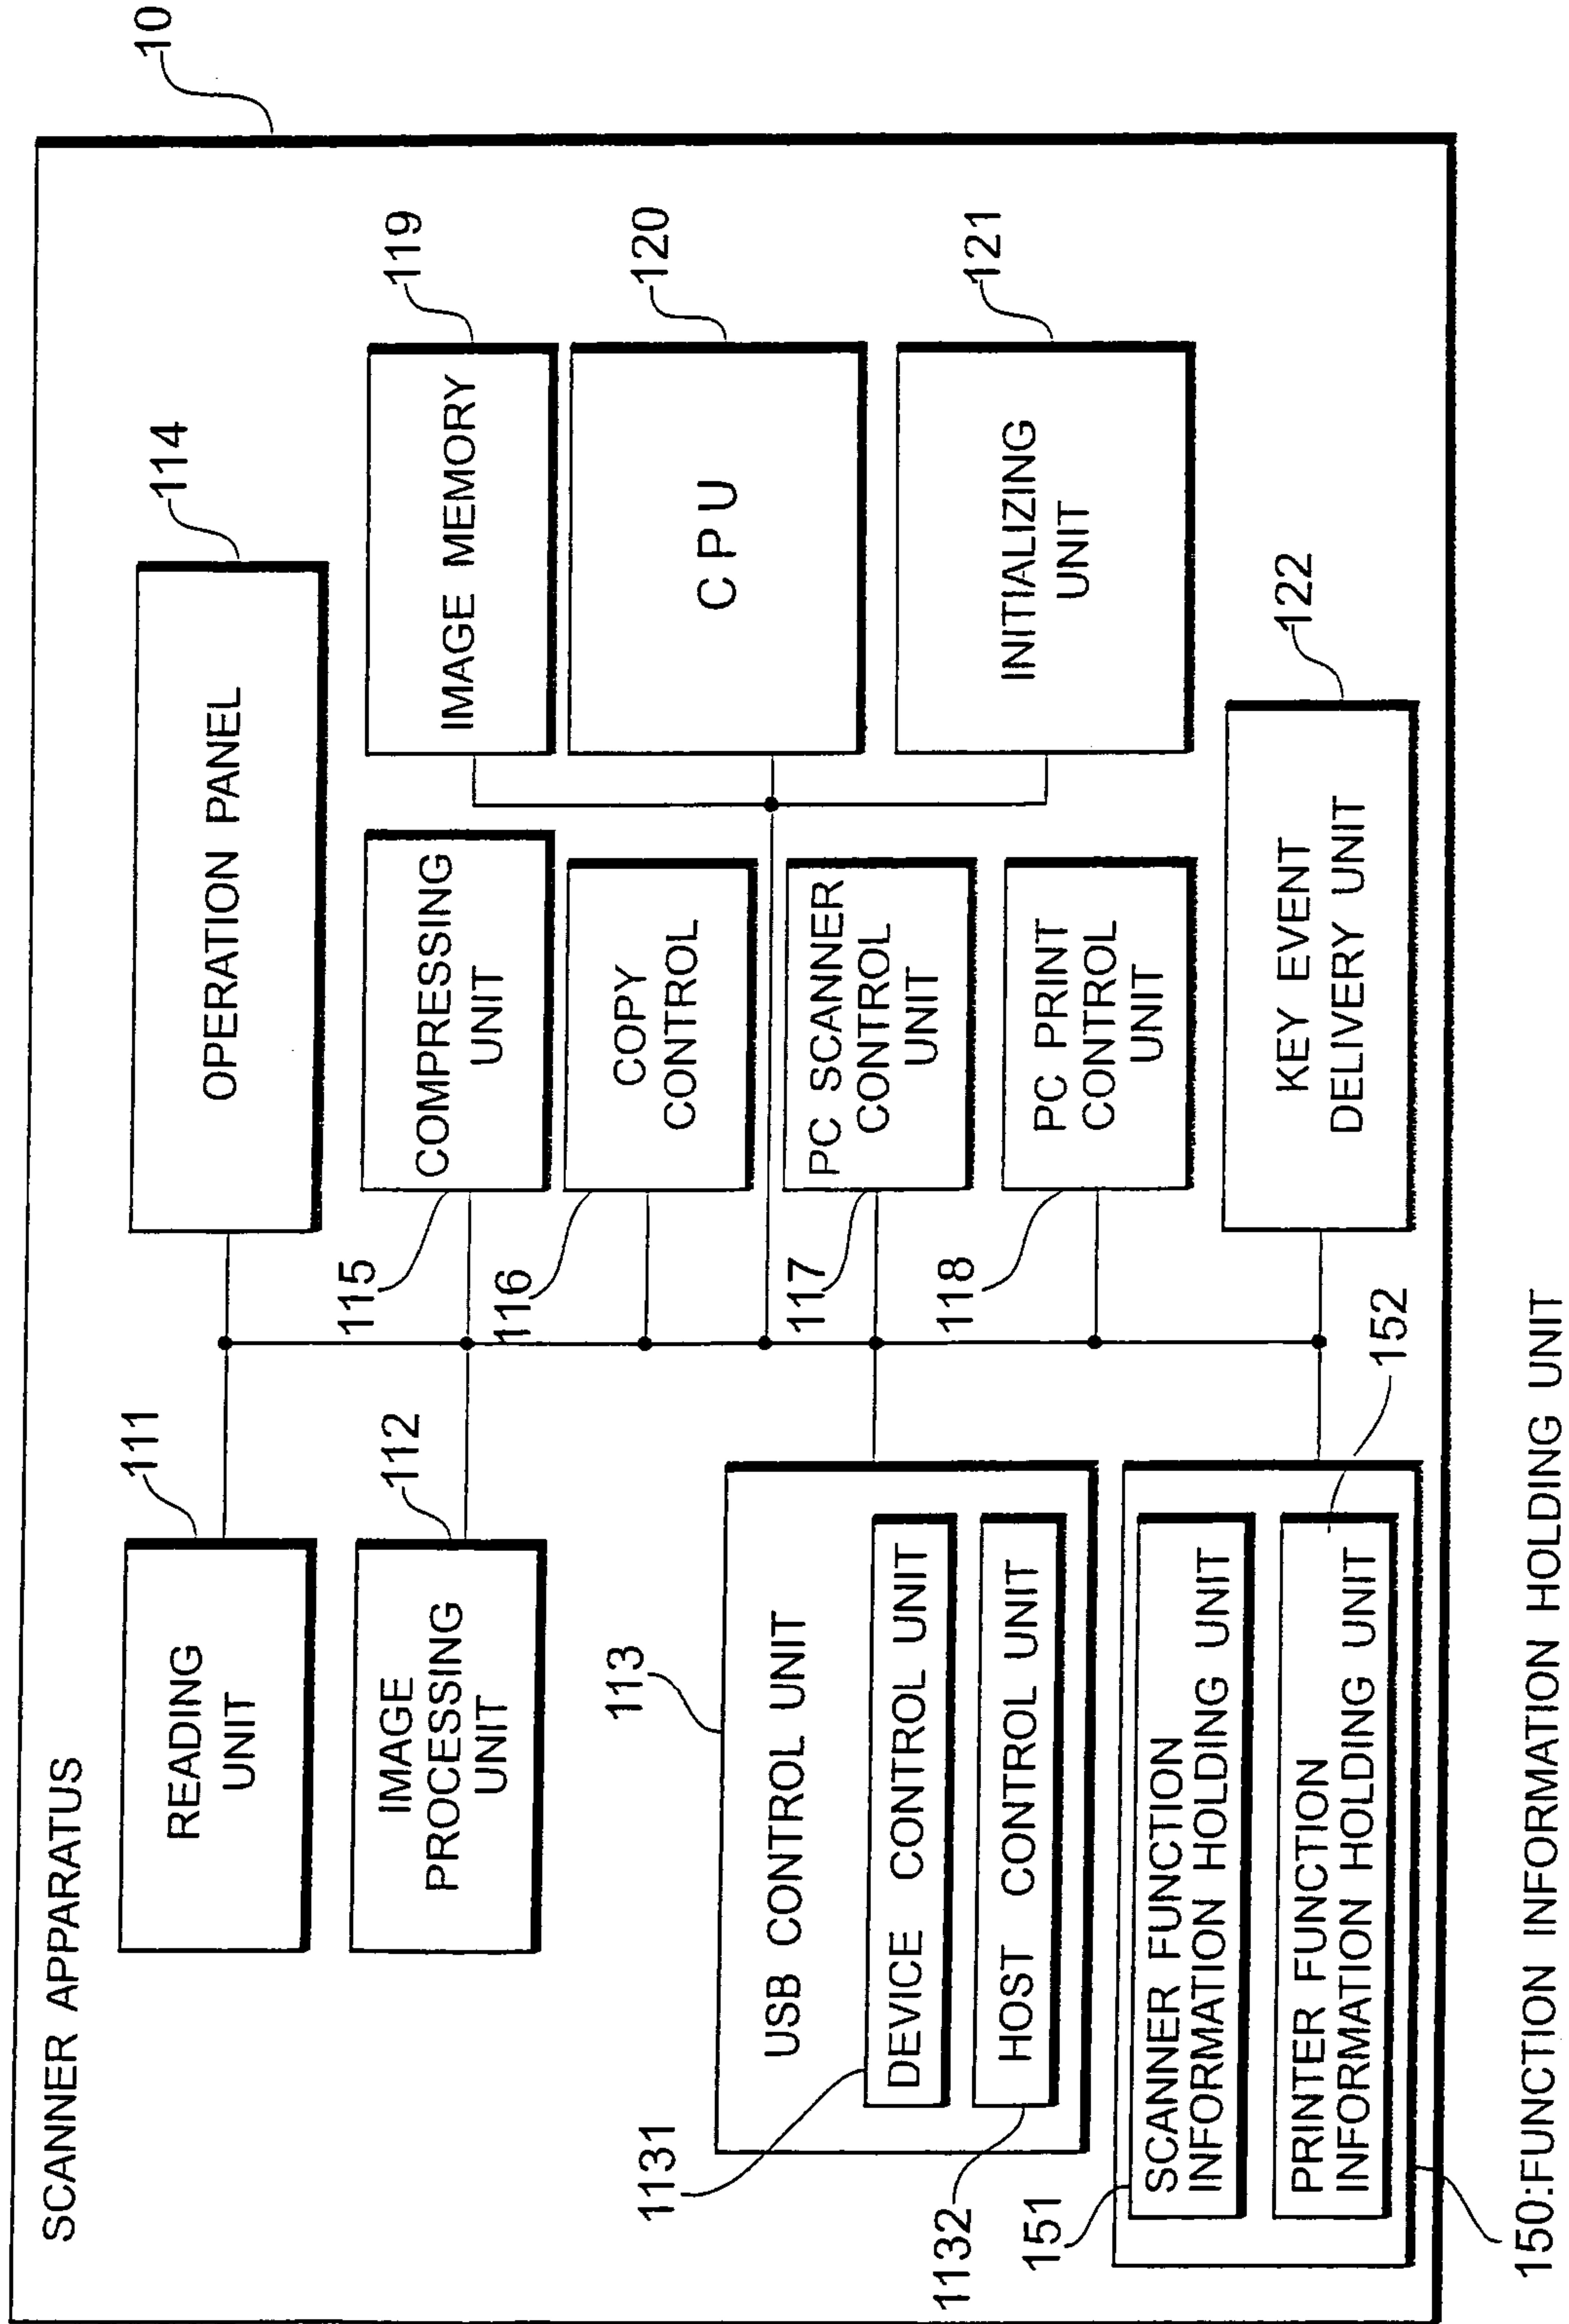 SCANNER APPARATUS
10
READING
UNIT
111
OPERATION PANEL
114
IMAGE
PROCESSING
UNIT
112
COMPRESSING
UNIT
115
IMAGE MEMORY
119
COPY
CONTROL
116
CPU
120
USB CONTROL UNIT
113
DEVICE CONTROL UNIT
1131
HOST CONTROL UNIT
1132
PC SCANNER
CONTROL
UNIT
117
INITIALIZING
UNIT
121
PC PRINT
CONTROL
UNIT
118
SCANNER FUNCTION
INFORMATION HOLDING UNIT
151
PRINTER FUNCTION
INFORMATION HOLDING UNIT
152
KEY EVENT
DELIVERY UNIT
122
150:FUNCTION INFORMATION HOLDING UNIT